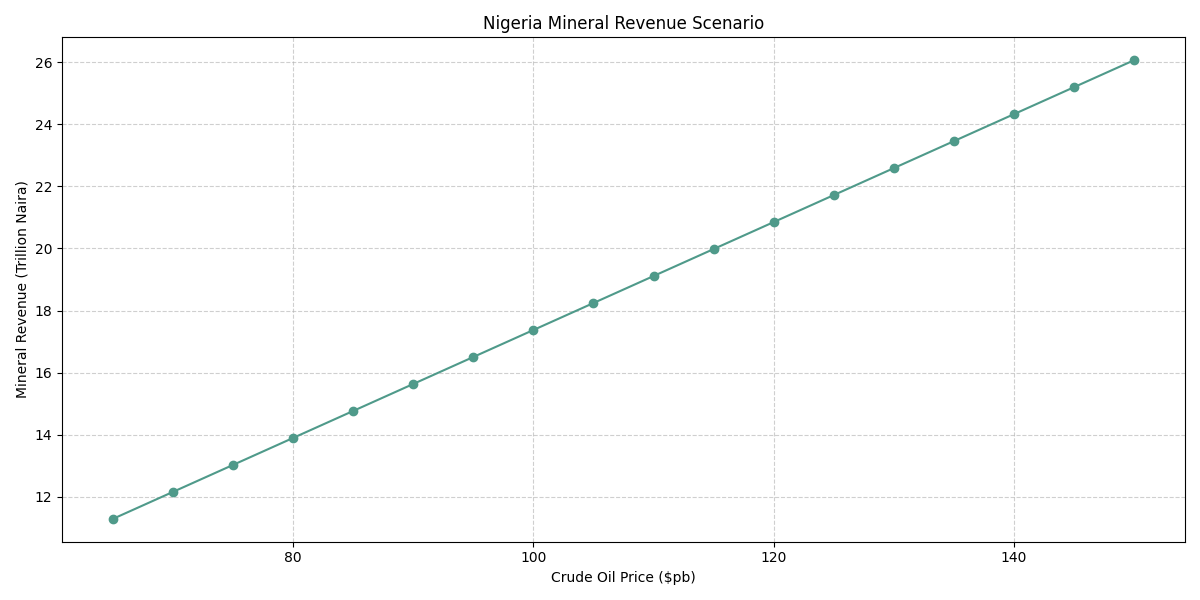 Nigeria Mineral Revenue Scenario
Mineral Revenue (Trillion Naira)
26
24
22
20
18
16
14
12
80 100 120 140
Crude Oil Price ($pb)